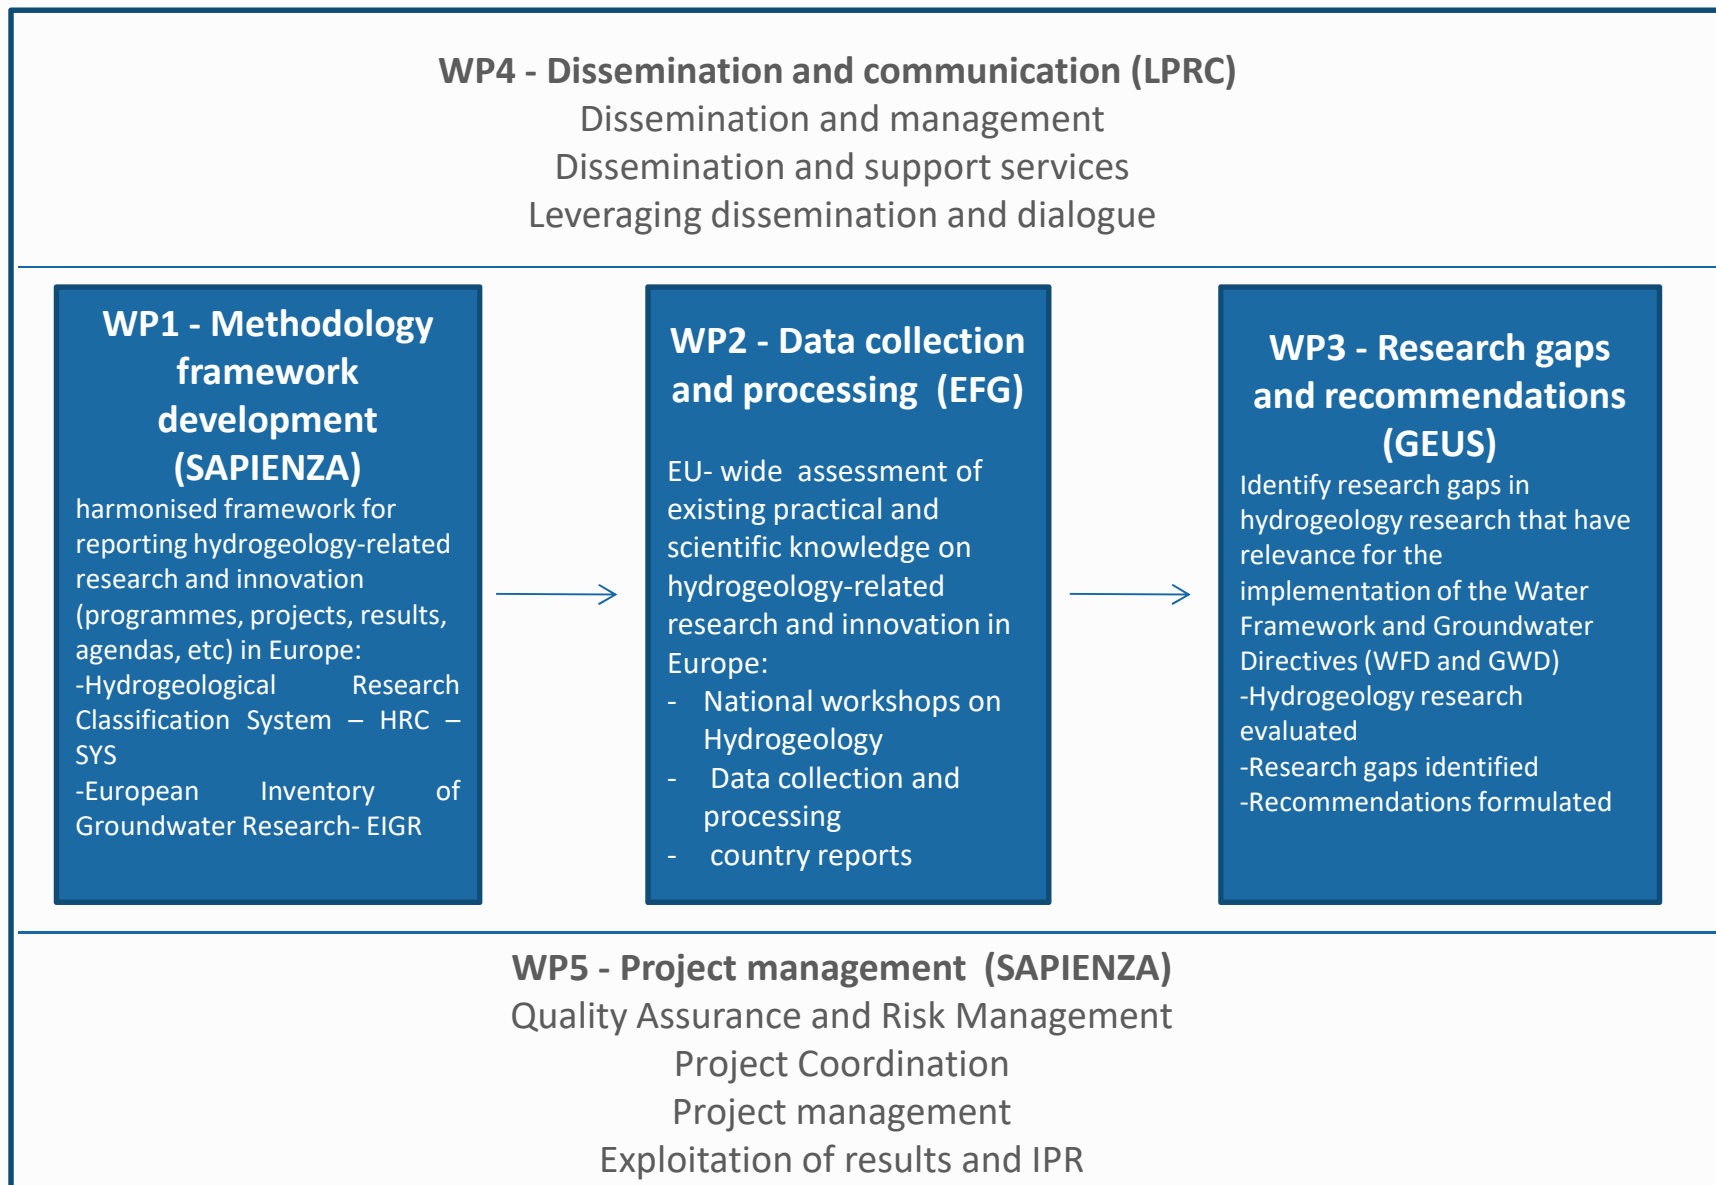 WP4 - Dissemination and communication (LPRC)
Dissemination and management
Dissemination and support services
Leveraging dissemination and dialogue
WP1 - Methodology
framework
development
(SAPIENZA)
harmonised framework for
reporting hydrogeology-related
research and innovation
(programmes, projects, results,
agendas, etc) in Europe:
-Hydrogeological Research
Classification System – HRC –
SYS
-European Inventory of
Groundwater Research- EIGR
WP2 - Data collection
and processing (EFG)
EU- wide assessment of
existing practical and
scientific knowledge on
hydrogeology-related
research and innovation in
Europe:
- National workshops on
Hydrogeology
- Data collection and
processing
- country reports
WP3 - Research gaps
and recommendations
(GEUS)
Identify research gaps in
hydrogeology research that have
relevance for the
implementation of the Water
Framework and Groundwater
Directives (WFD and GWD)
-Hydrogeology research
evaluated
-Research gaps identified
-Recommendations formulated
WP5 - Project management (SAPIENZA)
Quality Assurance and Risk Management
Project Coordination
Project management
Exploitation of results and IPR